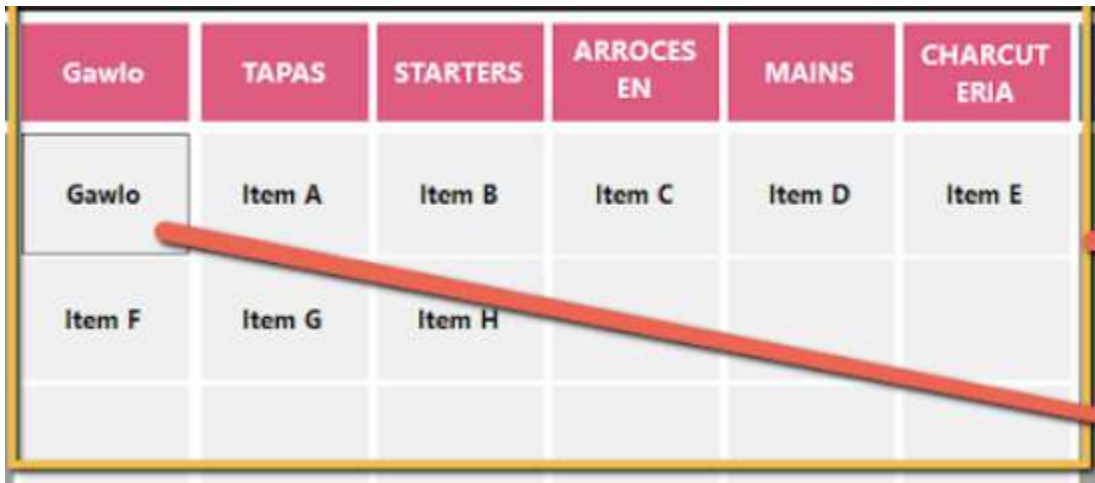 Gawlo TAPAS STARTERS ARROCES EN MAINS CHARCUT ERIA
Gawlo Item A Item B Item C Item D Item E
Item F Item G Item H